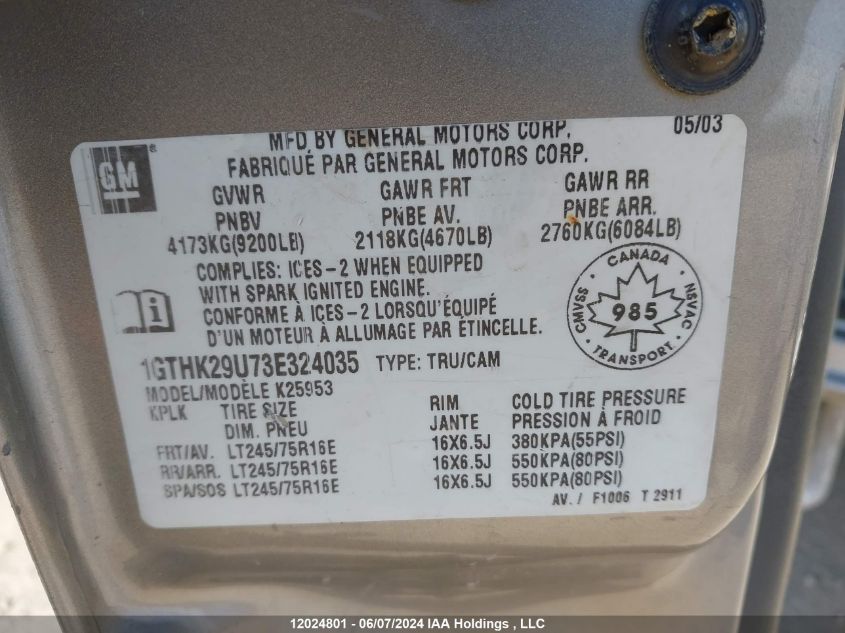 MFD BY GENERAL MOTORS CORP. 05/03
FABRIQUÉ PAR GENERAL MOTORS CORP.
GM
GVWR GAWR FRT GAWR RR
PNBV PNBE AV. PNBE ARR.
4173KG(9200LB) 2118KG(4670LB) 2760KG(6084LB)
COMPLIES: ICES-2 WHEN EQUIPPED
WITH SPARK IGNITED ENGINE.
CONFORME À ICES-2 LORSQU'ÉQUIPÉ
D'UN MOTEUR À ALLUMAGE PAR ÉTINCELLE.
CANADA
CMVSS 985 NSVAC
TRANSPORT
1GTHK29U73E324035 TYPE: TRU/CAM
MODEL/MODÈLE K25953
KPLK TIRE SIZE RIM COLD TIRE PRESSURE
DIM. PNEU JANTE PRESSION À FROID
FRT/AV. LT245/75R16E 16X6.5J 380KPA(55PSI)
RR/ARR. LT245/75R16E 16X6.5J 550KPA(80PSI)
SPA/SOS LT245/75R16E 16X6.5J 550KPA(80PSI)
AV./ F1006 T 2911
12024801 - 06/07/2024 IAA Holdings , LLC